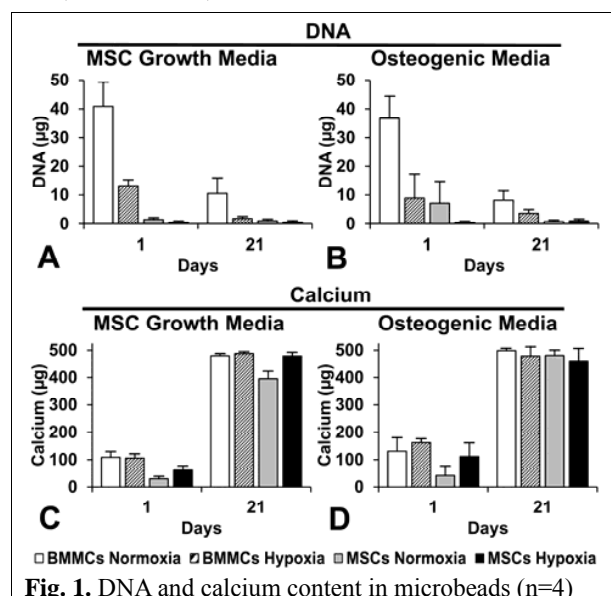 DNA
MSC Growth Media Osteogenic Media
50 50
40 40
30 30
20 20
10 10
0 0
DNA (µg) DNA (µg)
1 21 1 21
A Days B Days
Calcium
MSC Growth Media Osteogenic Media
500 500
400 400
300 300
200 200
100 100
0 0
Calcium (µg) Calcium (µg)
1 21 1 21
C Days D Days
BMMCs Normoxia BMMCs Hypoxia MSCs Normoxia MSCs Hypoxia
Fig. 1. DNA and calcium content in microbeads (n=4)